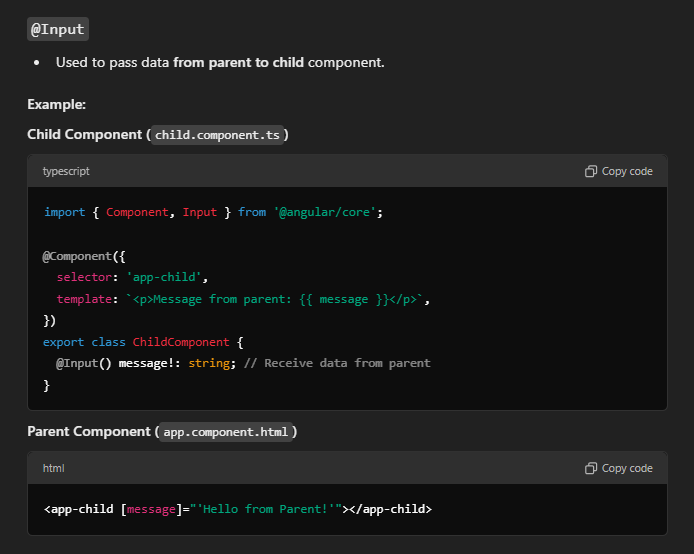 @Input
• Used to pass data from parent to child component.
Example:
Child Component (child.component.ts)
typescript
Copy code
import { Component, Input } from '@angular/core';
@Component({
  selector: 'app-child',
  template: `<p>Message from parent: {{ message }}</p>`,
})
export class ChildComponent {
  @Input() message!: string; // Receive data from parent
}
Parent Component (app.component.html)
html
Copy code
<app-child [message]="'Hello from Parent!'"></app-child>